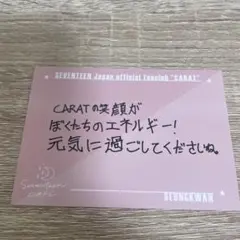 SEVENTEEN Japan official fanclub "CARAT"
CARATの笑顔が
ぼくたちのエネルギー!
元気に過ごしてくださいね。
SEUNGKWAN